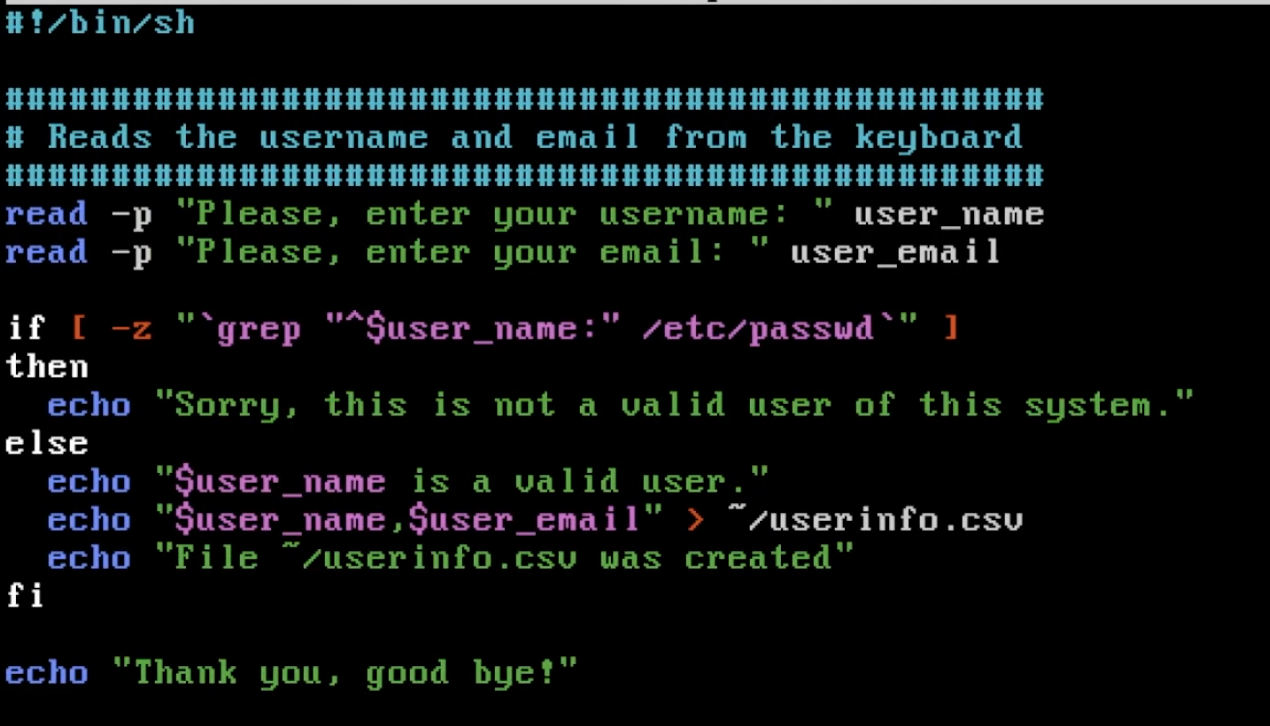 #!/bin/sh
#################################################
# Reads the username and email from the keyboard
#################################################
read -p "Please, enter your username: " user_name
read -p "Please, enter your email: " user_email
if [ -z "`grep "^$user_name:" /etc/passwd`" ]
then
  echo "Sorry, this is not a valid user of this system."
else
  echo "$user_name is a valid user."
  echo "$user_name,$user_email" > ~/userinfo.csv
  echo "File ~/userinfo.csv was created"
fi
echo "Thank you, good bye!"